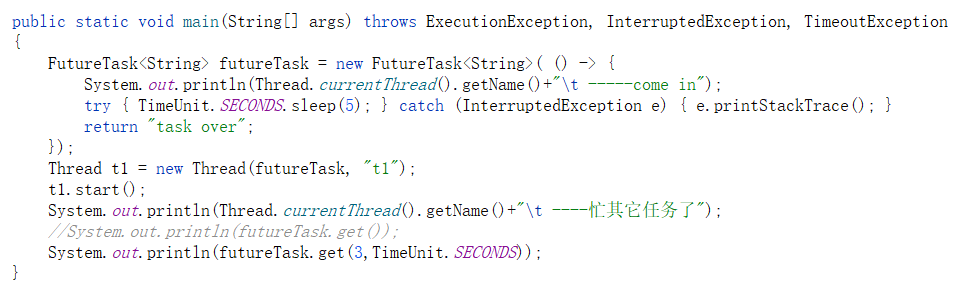 public static void main(String[] args) throws ExecutionException, InterruptedException, TimeoutException
{
    FutureTask<String> futureTask = new FutureTask<String>( () -> {
        System.out.println(Thread.currentThread().getName()+"\t -----come in");
        try { TimeUnit.SECONDS.sleep(5); } catch (InterruptedException e) { e.printStackTrace(); }
        return "task over";
    });
    Thread t1 = new Thread(futureTask, "t1");
    t1.start();
    System.out.println(Thread.currentThread().getName()+"\t ----忙其它任务了");
    //System.out.println(futureTask.get());
    System.out.println(futureTask.get(3,TimeUnit.SECONDS));
}